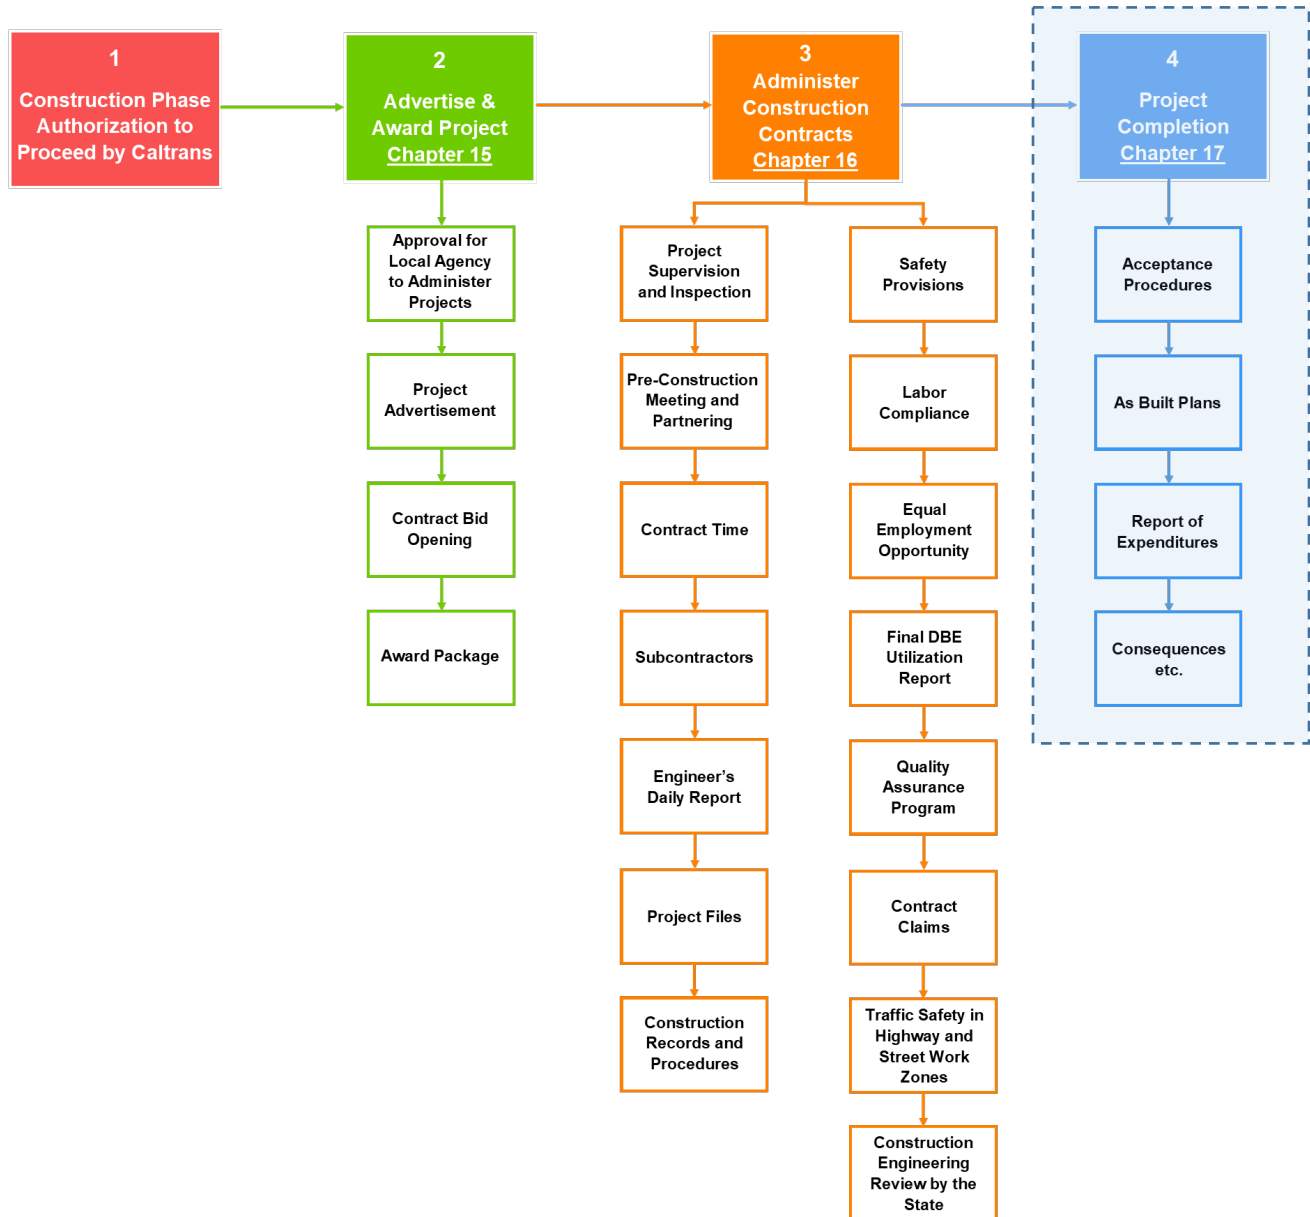 1
Construction Phase
Authorization to
Proceed by Caltrans
2
Advertise &
Award Project
Chapter 15
3
Administer
Construction
Contracts
Chapter 16
4
Project
Completion
Chapter 17
Approval for
Local Agency
to Administer
Projects
Project
Advertisement
Contract Bid
Opening
Award Package
Project
Supervision
and Inspection
Pre-Construction
Meeting and
Partnering
Contract Time
Subcontractors
Engineer’s
Daily Report
Project Files
Construction
Records and
Procedures
Safety
Provisions
Labor
Compliance
Equal
Employment
Opportunity
Final DBE
Utilization
Report
Quality
Assurance
Program
Contract
Claims
Traffic Safety in
Highway and
Street Work
Zones
Construction
Engineering
Review by the
State
Acceptance
Procedures
As Built Plans
Report of
Expenditures
Consequences
etc.